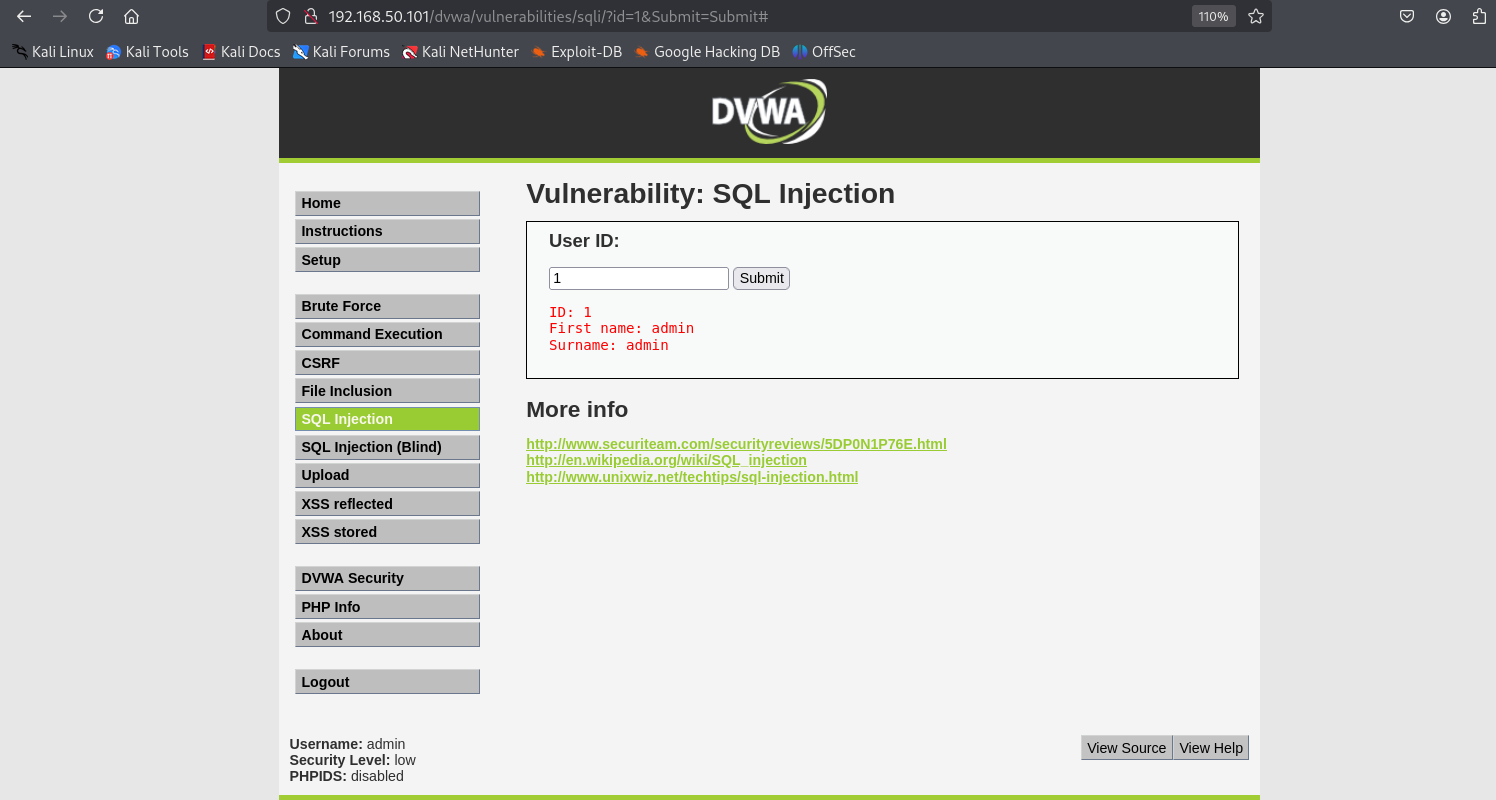 192.168.50.101/dvwa/vulnerabilities/sqli/?id=1&Submit=Submit#
110%
Kali Linux Kali Tools Kali Docs Kali Forums Kali NetHunter Exploit-DB Google Hacking DB OffSec
DVWA
Home
Instructions
Setup
Brute Force
Command Execution
CSRF
File Inclusion
SQL Injection
SQL Injection (Blind)
Upload
XSS reflected
XSS stored
DVWA Security
PHP Info
About
Logout
Vulnerability: SQL Injection
User ID:
1 Submit
ID: 1
First name: admin
Surname: admin
More info
http://www.securiteam.com/securityreviews/5DP0N1P76E.html
http://en.wikipedia.org/wiki/SQL_injection
http://www.unixwiz.net/techtips/sql-injection.html
Username: admin
Security Level: low
PHPIDS: disabled
View Source View Help